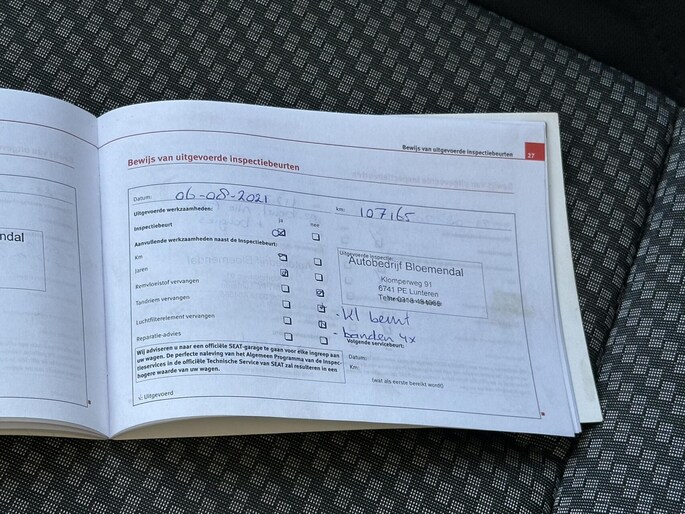 ndal
Bewijs van uitgevoerde inspectiebeurten 27
Bewijs van uitgevoerde inspectiebeurten
Datum: 06-08-2021 km: 107165
Uitgevoerde werkzaamheden:
ja nee
Inspectiebeurt
Aanvullende werkzaamheden naast de Inspectiebeurt:
Km
Jaren
Remvloeistof vervangen
Tandriem vervangen
Luchtfilterelement vervangen
Reparatie-advies
Uitgevoerde inspectie:
Autobedrijf Bloemendal
Klomperweg 91
6741 PE Lunteren
- kl beurt
- banden 4x
Volgende servicebeurt:
Datum:
Km:
(wat als eerste bereikt wordt)
Wij adviseren u naar een officiële SEAT-garage te gaan voor elke ingreep aan
uw wagen. De perfecte naleving van het Algemeen Programma van de Inspec-
tieservices in de officiële Technische Service van SEAT zal resulteren in een
hogere waarde van uw wagen.
√: Uitgevoerd